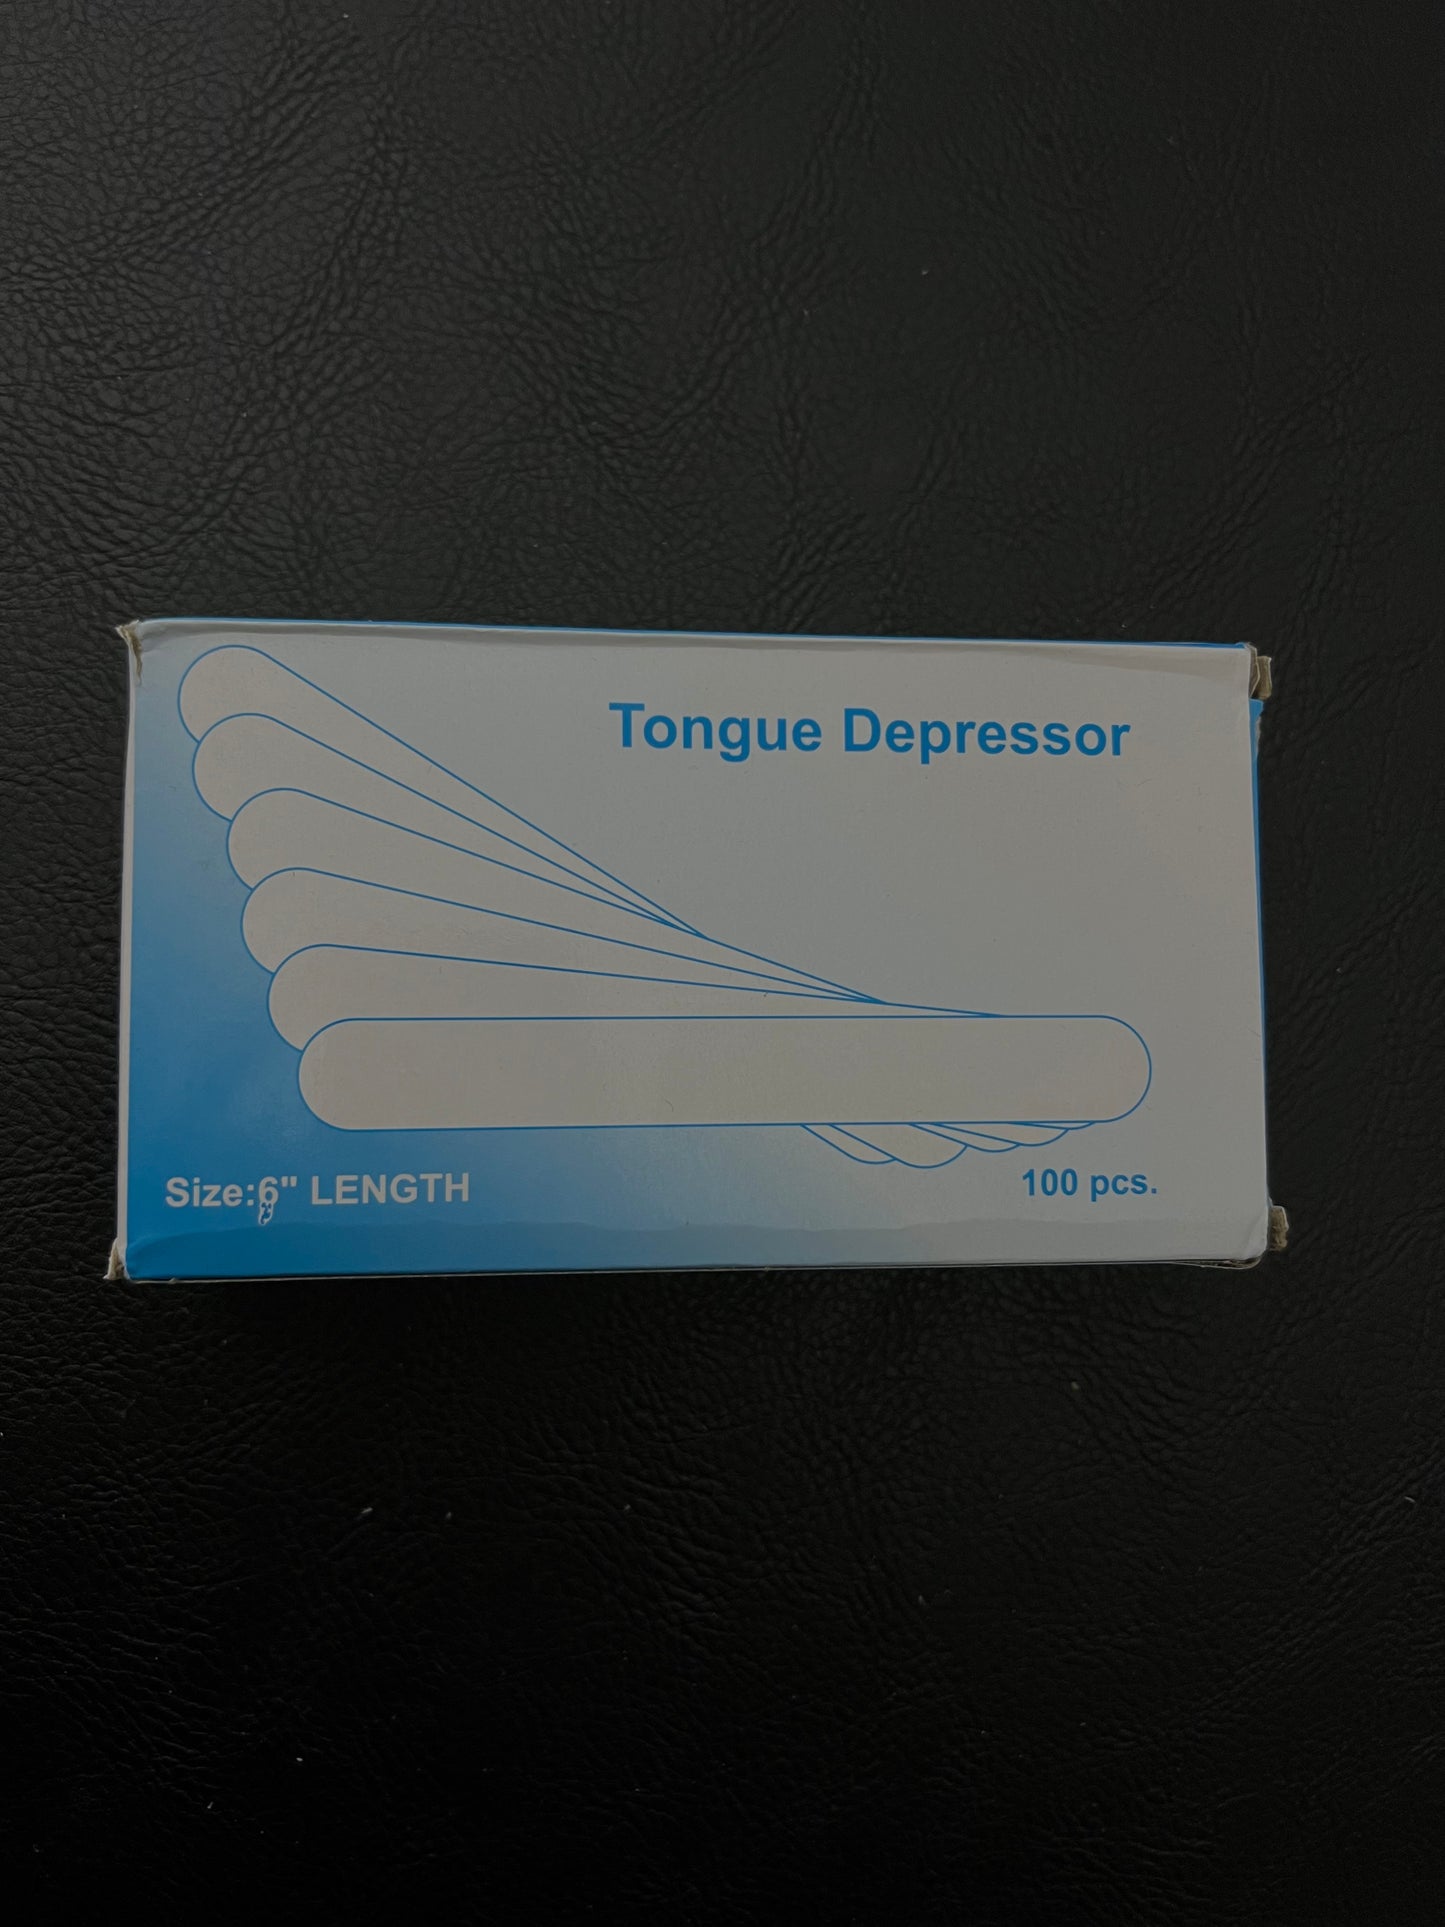 Tongue Depressor
Size:6" LENGTH
100 pcs.